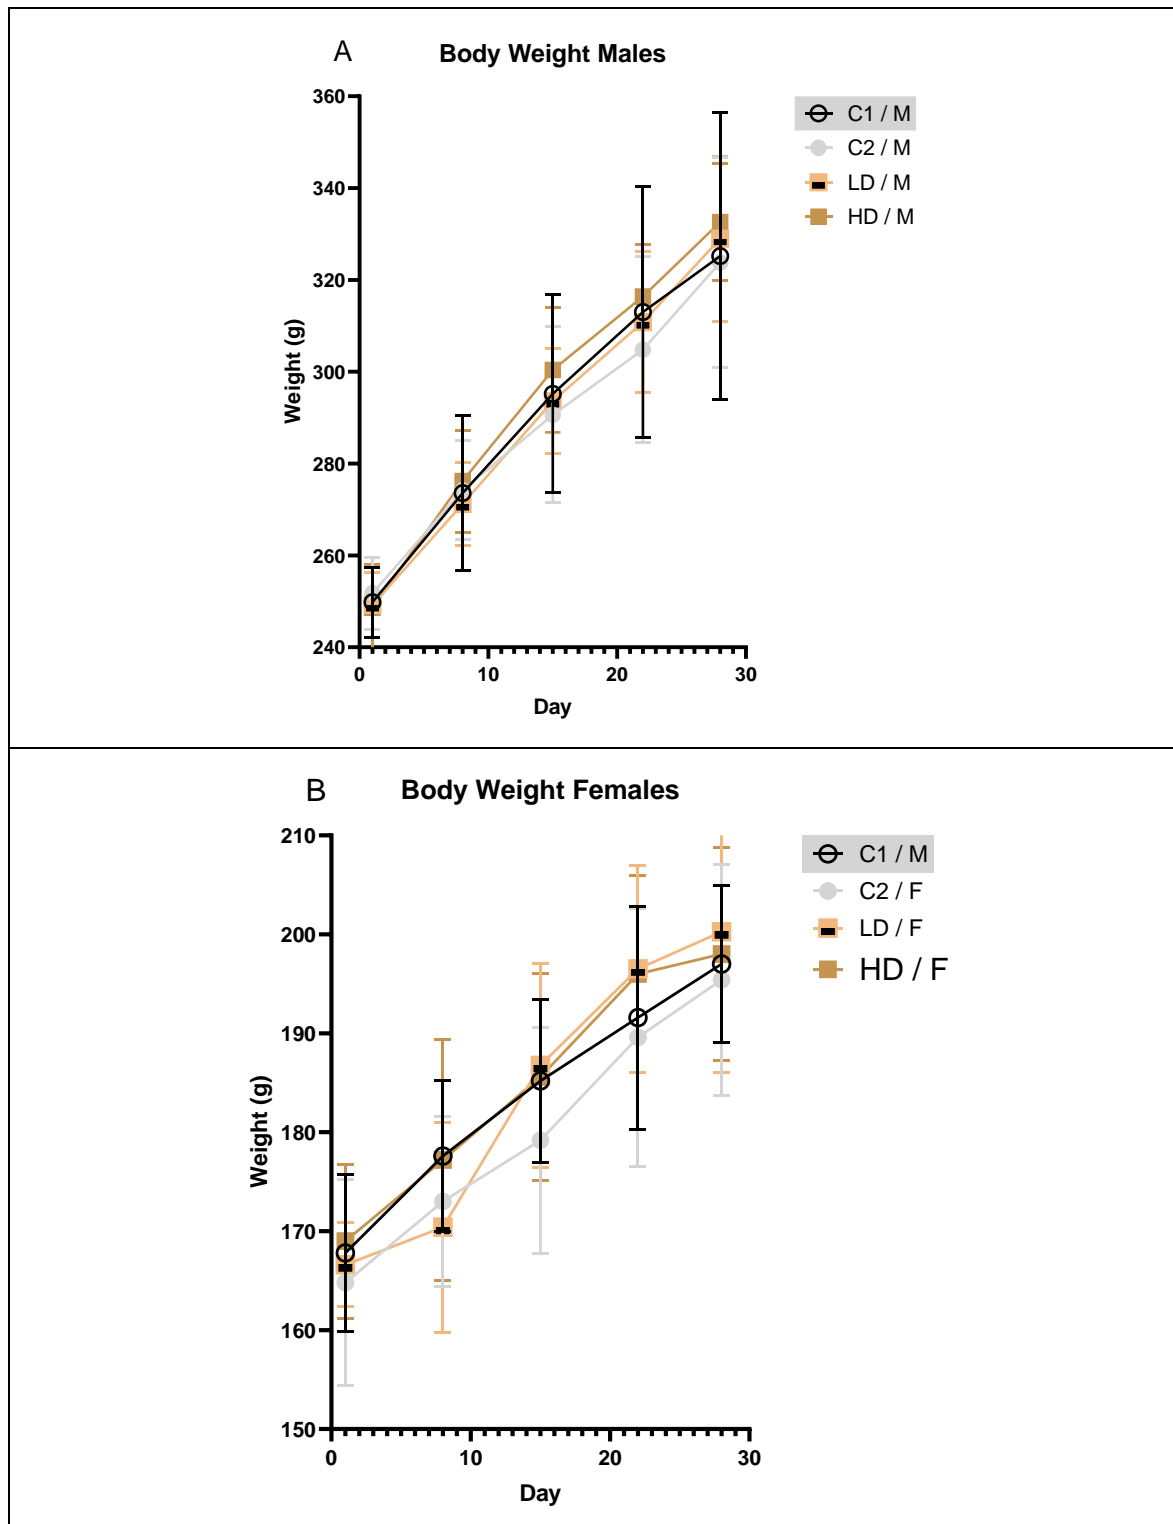 A
Body Weight Males
360
340
320
300
280
260
240
0
10
20
30
Weight (g)
Day
C1 / M
C2 / M
LD / M
HD / M
B
Body Weight Females
210
200
190
180
170
160
150
0
10
20
30
Weight (g)
Day
C1 / M
C2 / F
LD / F
HD / F